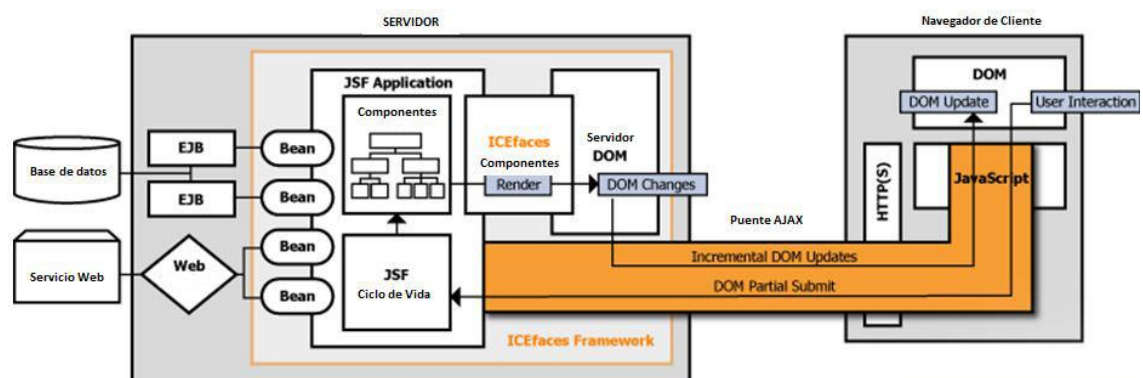 SERVIDOR
Navegador de Cliente
JSF Application
Componentes
DOM
DOM Update
User Interaction
ICEfaces
Componentes
Render
Servidor
DOM
DOM Changes
EJB
Bean
Base de datos
EJB
Bean
HTTP(S)
JavaScript
Puente AJAX
Bean
Servicio Web
Web
Bean
JSF
Ciclo de Vida
Incremental DOM Updates
DOM Partial Submit
ICEfaces Framework